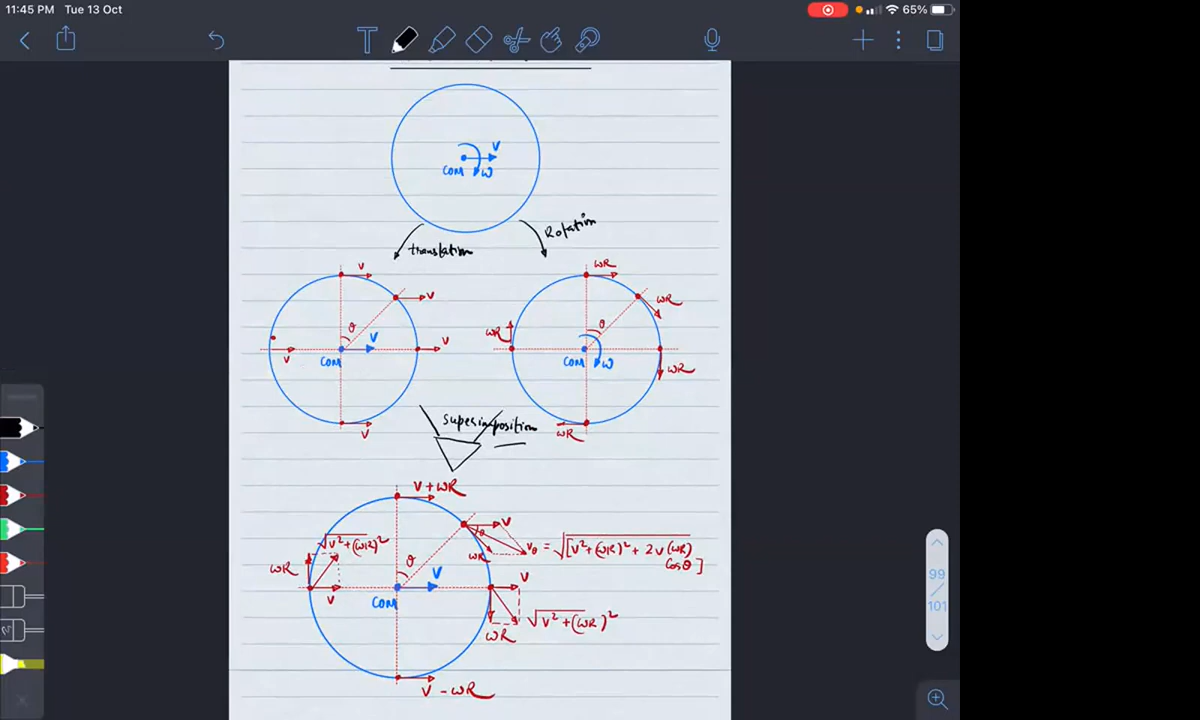 11:45 PM Tue 13 Oct
65%
V
COM ω
translation
Rotation
V
V
θ
V
V
V
COM
V
ωR
ωR
θ
ωR
COM ω
ωR
ωR
superimposition
V + ωR
V
θ
√V² + (ωR)²
ωR
V
ωR
v_θ = √[V² + (ωR)² + 2V(ωR) Cosθ]
θ
V
COM
V
√V² + (ωR)²
ωR
V - ωR
99
101